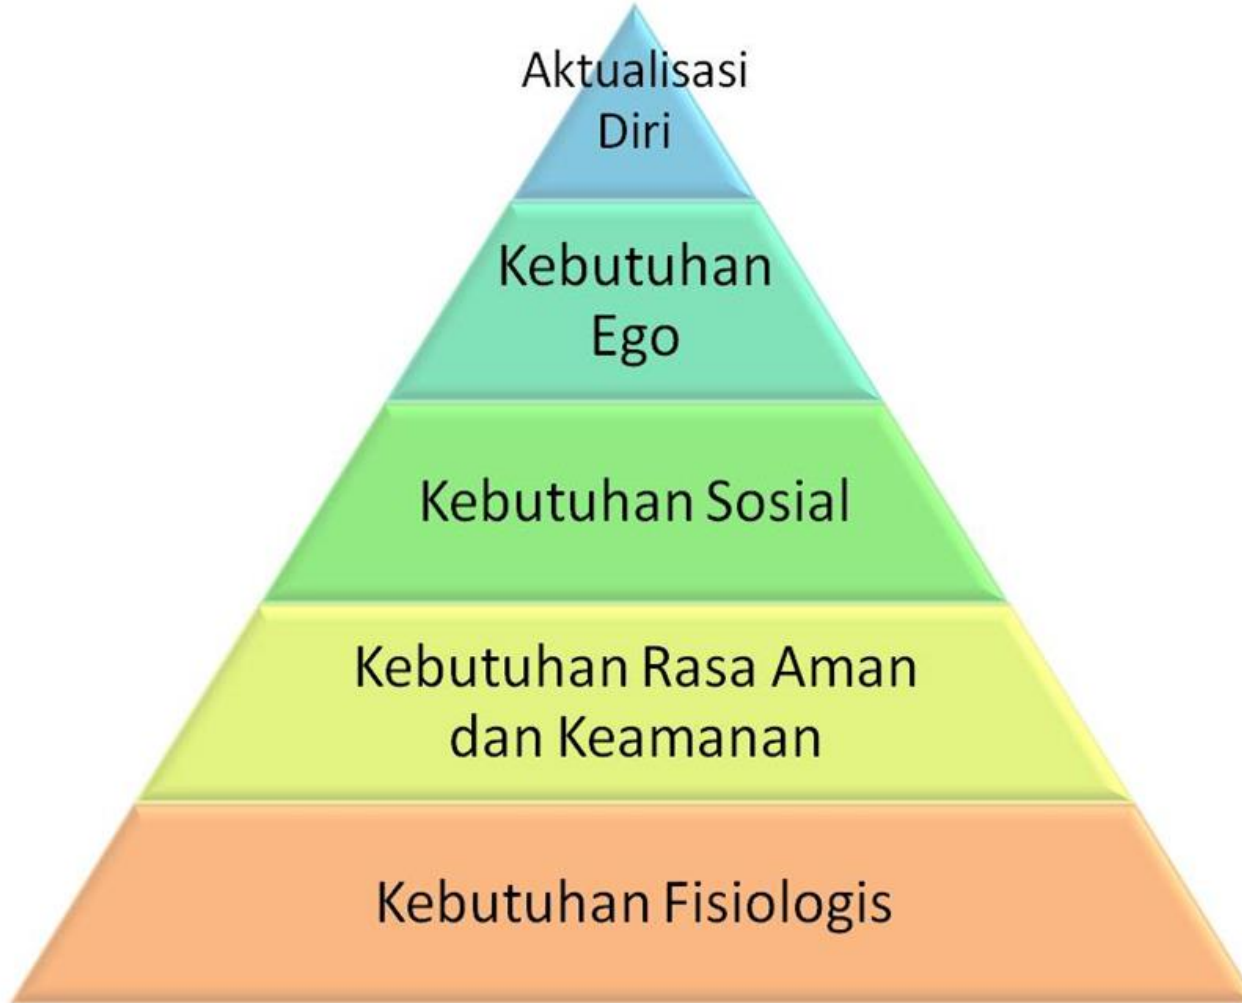 Aktualisasi
Diri
Kebutuhan
Ego
Kebutuhan Sosial
Kebutuhan Rasa Aman
dan Keamanan
Kebutuhan Fisiologis